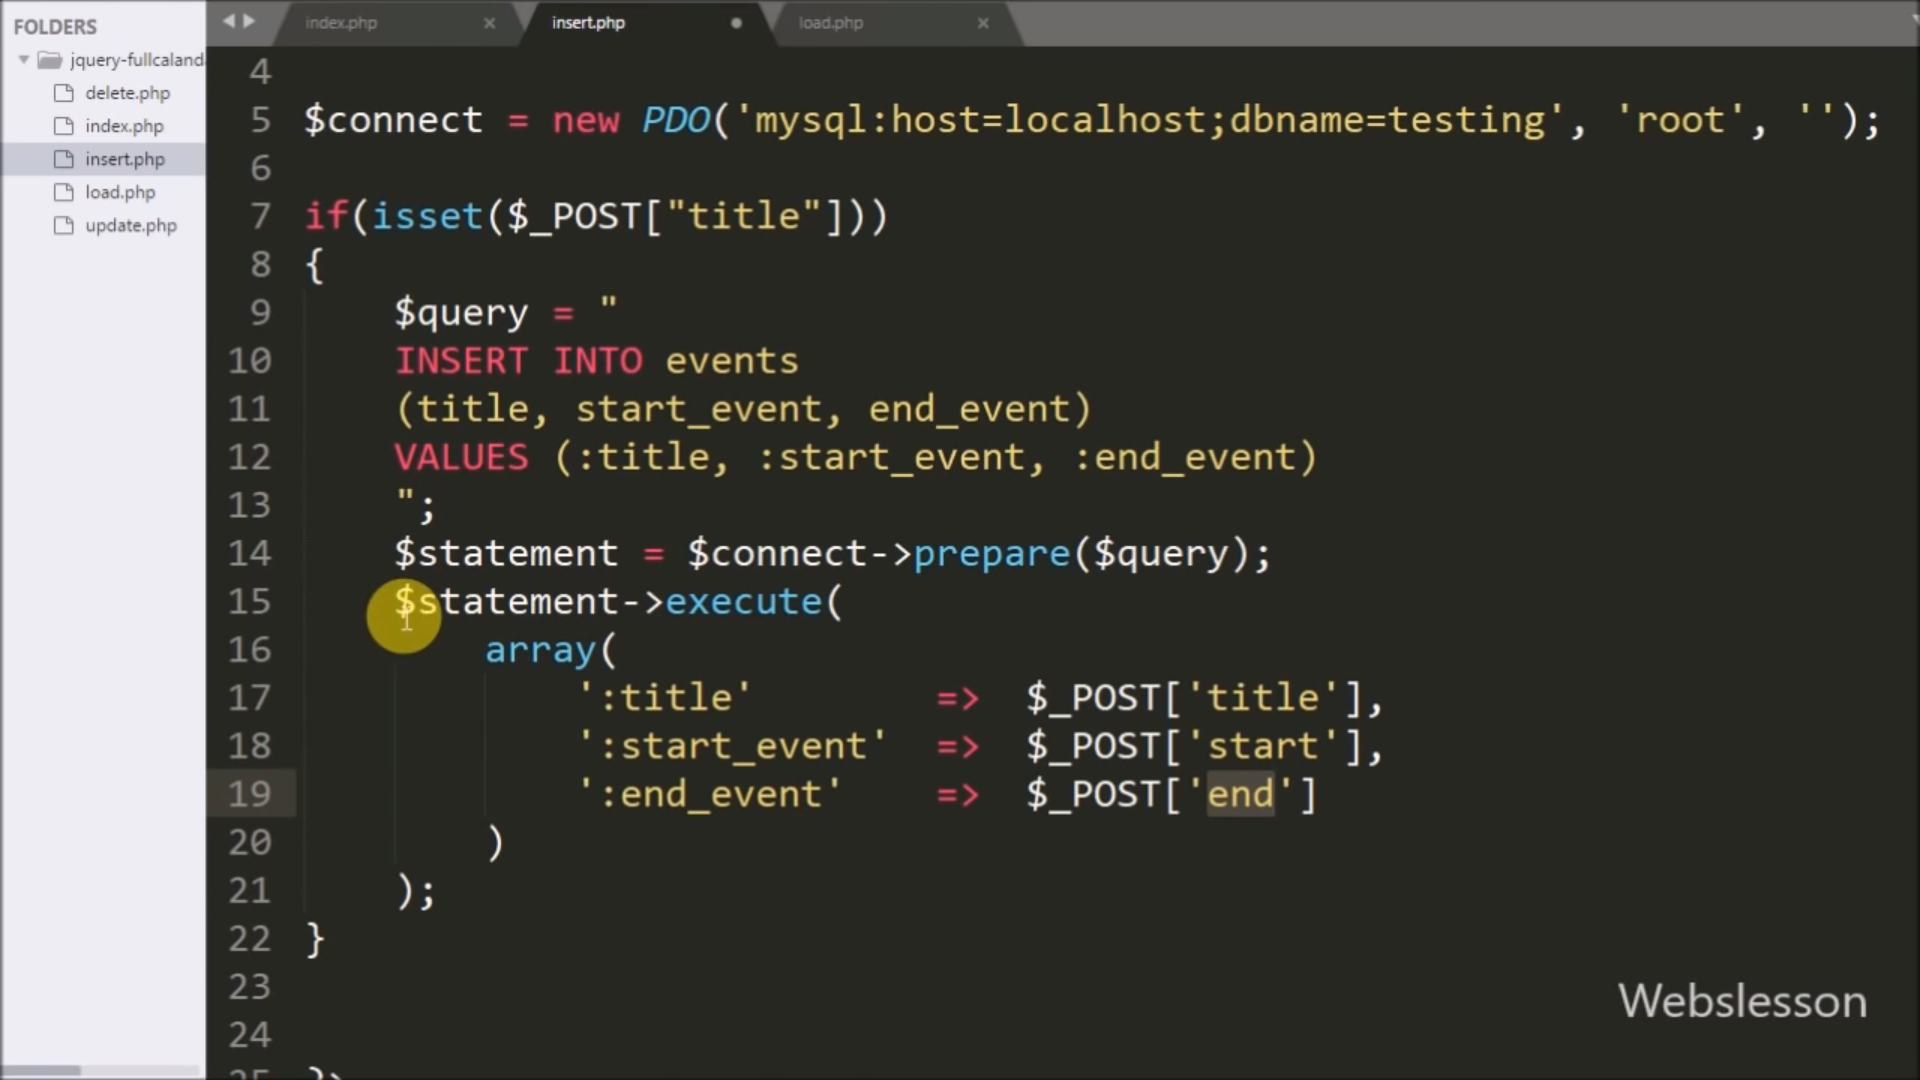 FOLDERS
jquery-fullcaland
delete.php
index.php
insert.php
load.php
update.php
index.php
insert.php
load.php
4
5 $connect = new PDO('mysql:host=localhost;dbname=testing', 'root', '');
6
7 if(isset($_POST["title"]))
8 {
9 $query = "
10 INSERT INTO events
11 (title, start_event, end_event)
12 VALUES (:title, :start_event, :end_event)
13 ";
14 $statement = $connect->prepare($query);
15 $statement->execute(
16 array(
17 ':title' => $_POST['title'],
18 ':start_event' => $_POST['start'],
19 ':end_event' => $_POST['end']
20 )
21 );
22 }
23
24
Webslesson